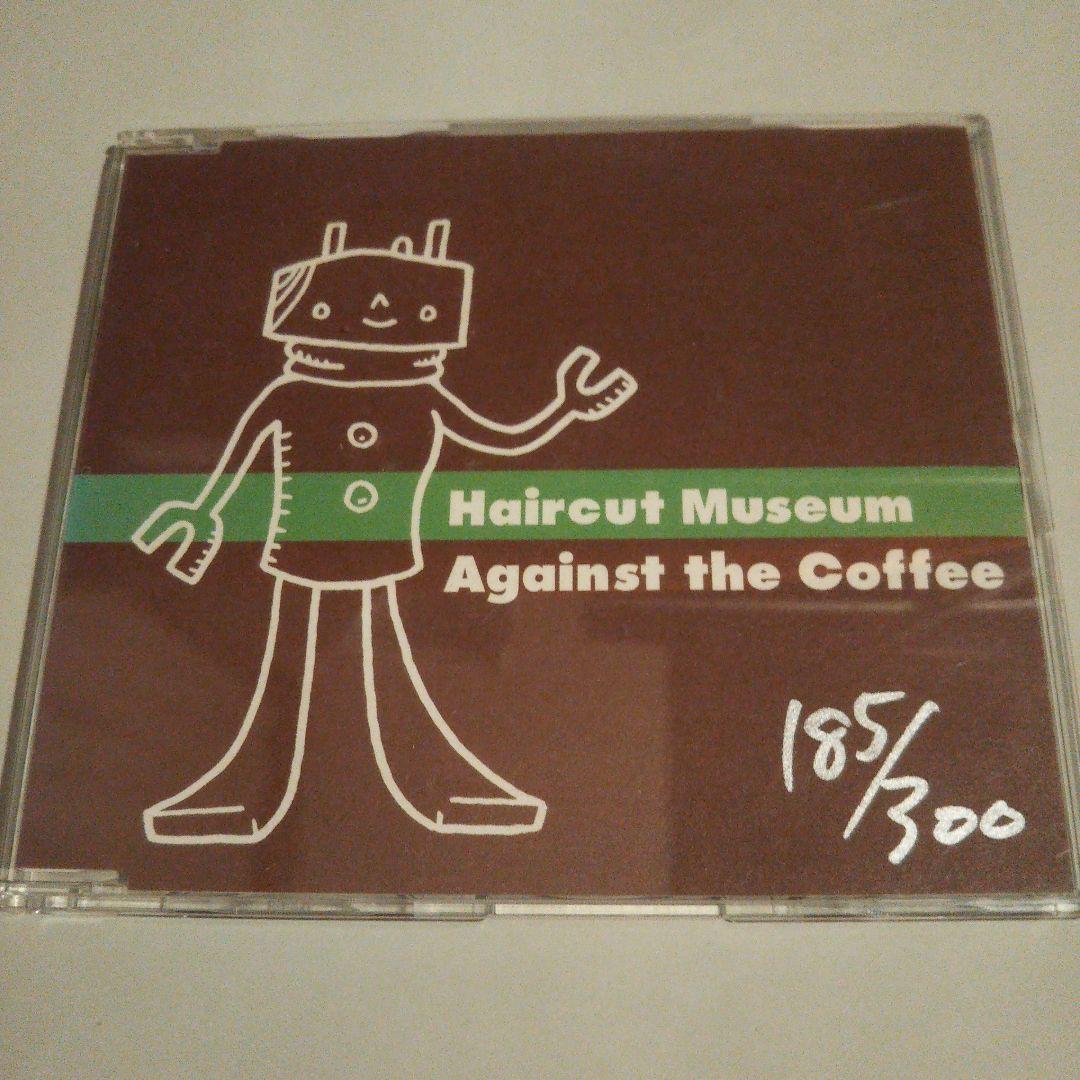 Haircut Museum
Against the Coffee
185/300